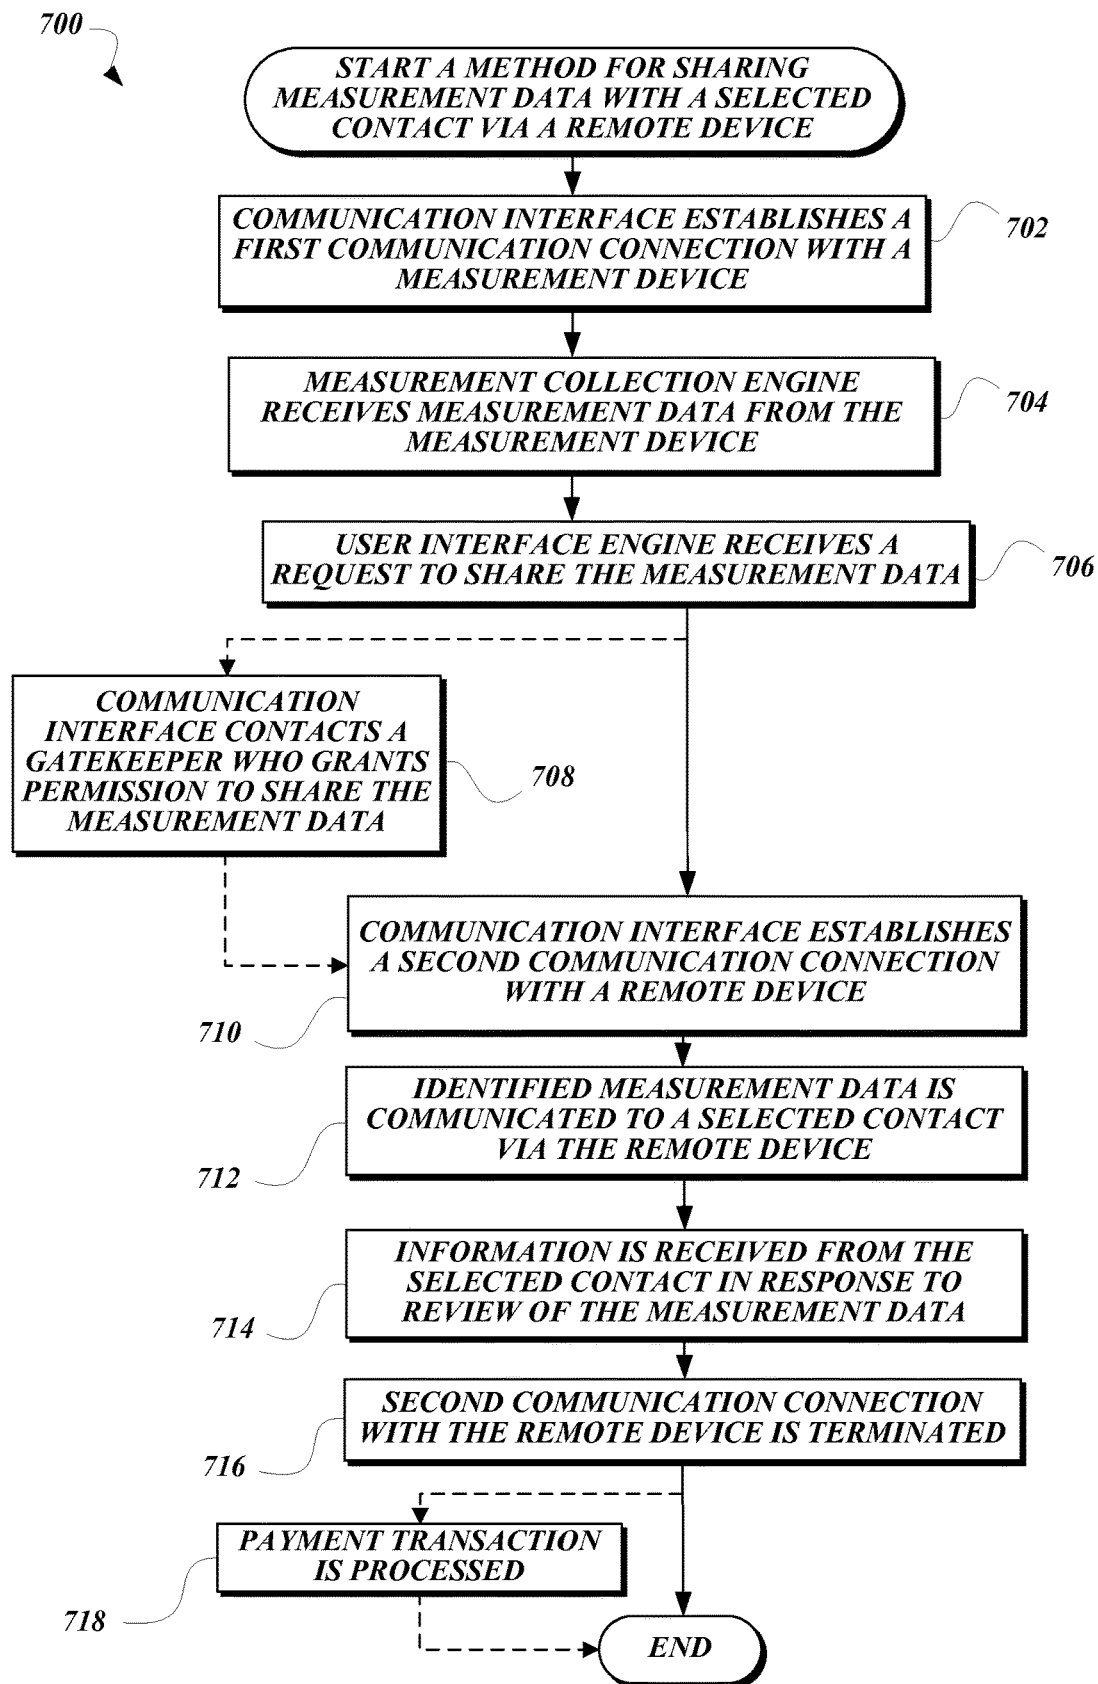 700
START A METHOD FOR SHARING
MEASUREMENT DATA WITH A SELECTED
CONTACT VIA A REMOTE DEVICE
COMMUNICATION INTERFACE ESTABLISHES A
FIRST COMMUNICATION CONNECTION WITH A
MEASUREMENT DEVICE
702
MEASUREMENT COLLECTION ENGINE
RECEIVES MEASUREMENT DATA FROM THE
MEASUREMENT DEVICE
704
USER INTERFACE ENGINE RECEIVES A
REQUEST TO SHARE THE MEASUREMENT DATA
706
COMMUNICATION
INTERFACE CONTACTS A
GATEKEEPER WHO GRANTS
PERMISSION TO SHARE THE
MEASUREMENT DATA
708
COMMUNICATION INTERFACE ESTABLISHES
A SECOND COMMUNICATION CONNECTION
WITH A REMOTE DEVICE
710
IDENTIFIED MEASUREMENT DATA IS
COMMUNICATED TO A SELECTED CONTACT
VIA THE REMOTE DEVICE
712
INFORMATION IS RECEIVED FROM THE
SELECTED CONTACT IN RESPONSE TO
REVIEW OF THE MEASUREMENT DATA
714
SECOND COMMUNICATION CONNECTION
WITH THE REMOTE DEVICE IS TERMINATED
716
PAYMENT TRANSACTION
IS PROCESSED
718
END